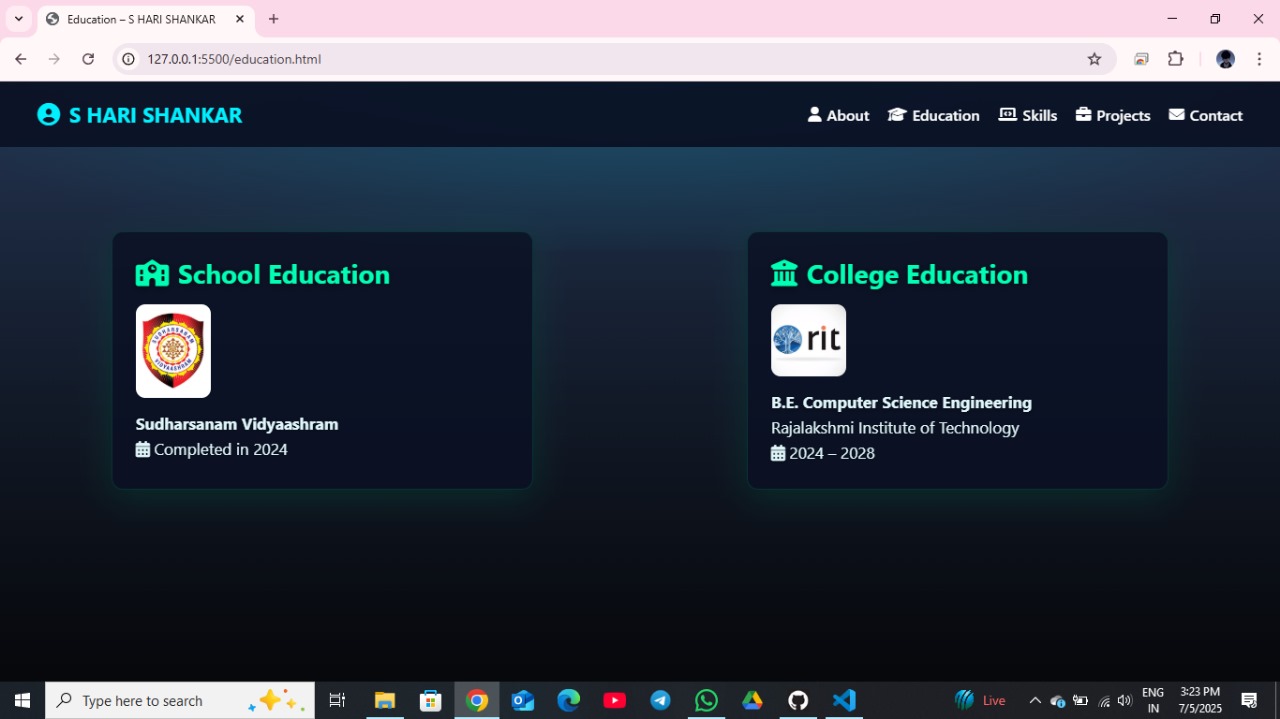 Education – S HARI SHANKAR
127.0.0.1:5500/education.html
S HARI SHANKAR
About Education Skills Projects Contact
School Education
SUDHARSANAM
VIDYAASHRAM
Sudharsanam Vidyaashram
Completed in 2024
College Education
rit
B.E. Computer Science Engineering
Rajalakshmi Institute of Technology
2024 – 2028
Type here to search
Live
ENG
IN
3:23 PM
7/5/2025